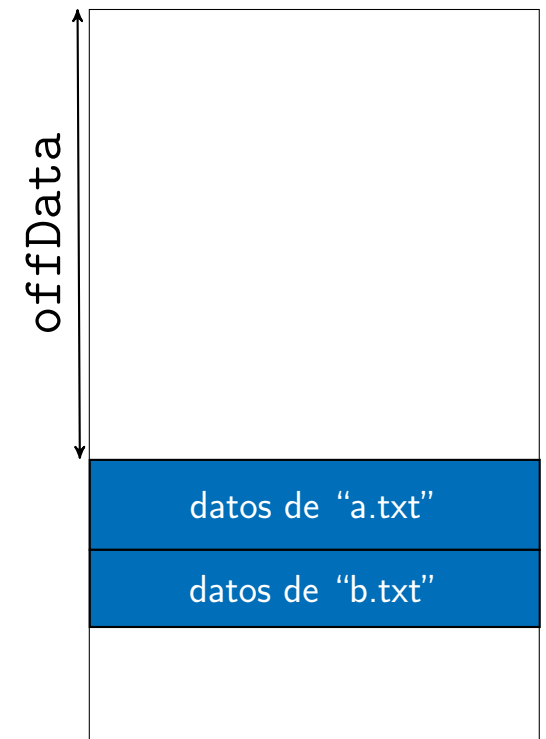 offData
datos de “a.txt”
datos de “b.txt”